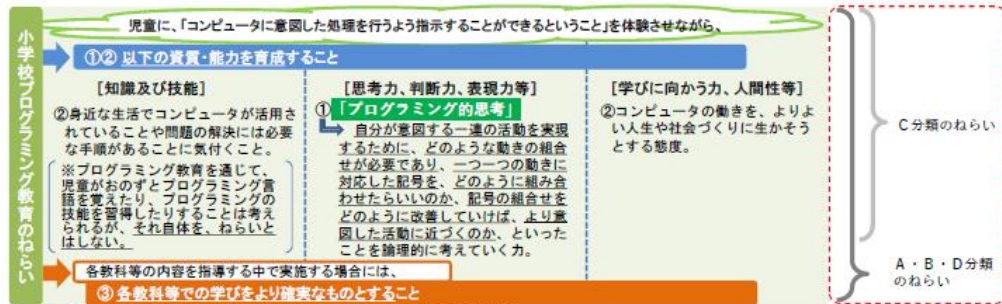 小学校プログラミング教育のねらい
児童に、「コンピュータに意図した処理を行うよう指示することができるということ」を体験させながら、
①② 以下の資質・能力を育成すること
[知識及び技能]
②身近な生活でコンピュータが活用さ
れていることや問題の解決には必要
な手順があることに気付くこと。
※プログラミング教育を通じて、
児童がおのずとプログラミング言
語を覚えたり、プログラミングの
技能を習得したりすることは考え
られるが、それ自体を、ねらいと
はしない。
[思考力、判断力、表現力等]
①「プログラミング的思考」
自分が意図する一連の活動を実現
するために、どのような動きの組合
せが必要であり、一つ一つの動きに
対応した記号を、どのように組み合
わせたらいいのか、記号の組合せを
どのように改善していけば、より意
図した活動に近づくのか、といった
ことを論理的に考えていく力。
[学びに向かう力、人間性等]
②コンピュータの働きを、よりよ
い人生や社会づくりに生かそう
とする態度。
各教科等の内容を指導する中で実施する場合には、
③ 各教科等での学びをより確実なものとすること
C分類のねらい
A・B・D分類
のねらい